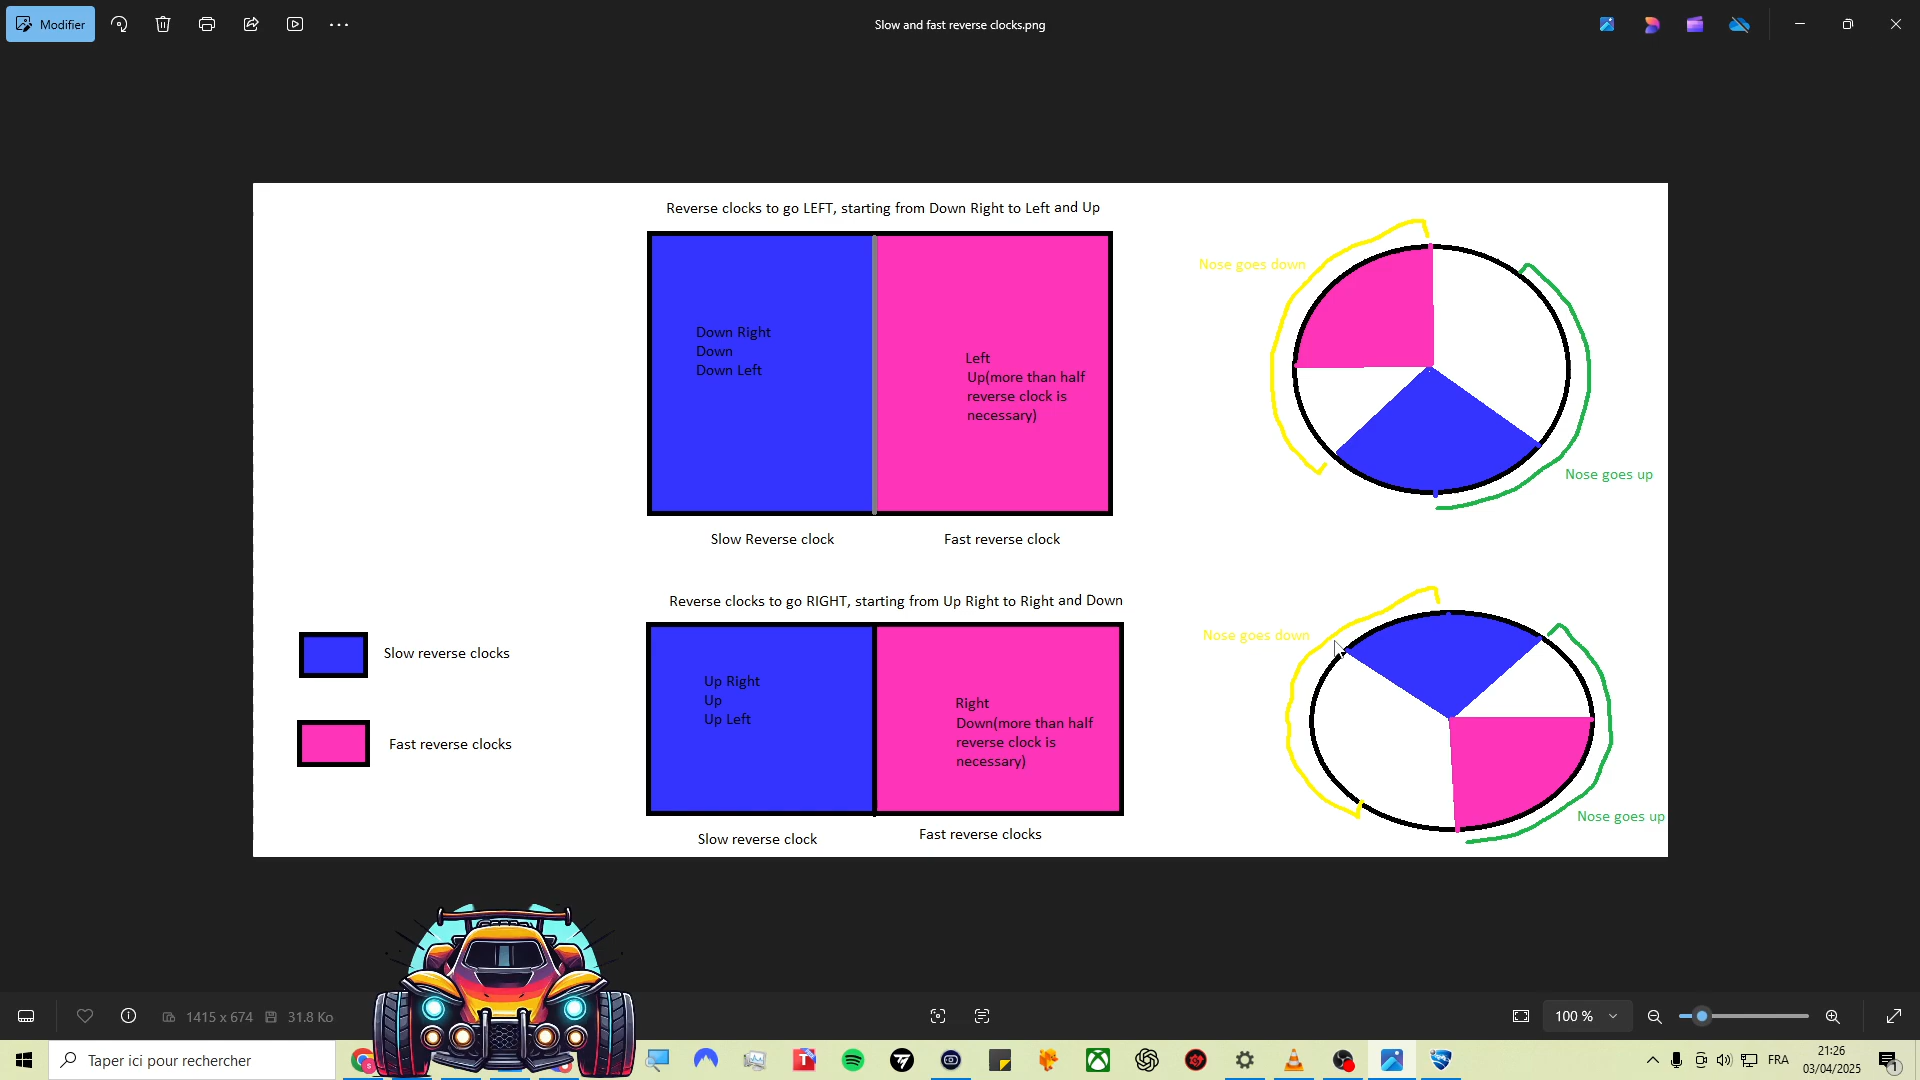 Modifier
Slow and fast reverse clocks.png
Reverse clocks to go LEFT, starting from Down Right to Left and Up
Nose goes down
Down Right
Down
Down Left
Left
Up(more than half
reverse clock is
necessary)
Nose goes up
Slow Reverse clock
Fast reverse clock
Reverse clocks to go RIGHT, starting from Up Right to Right and Down
Nose goes down
Slow reverse clocks
Fast reverse clocks
Up Right
Up
Up Left
Right
Down(more than half
reverse clock is
necessary)
Nose goes up
Slow reverse clock
Fast reverse clocks
1415 x 674
31.8 Ko
100 %
Taper ici pour rechercher
FRA
21:26
03/04/2025
1